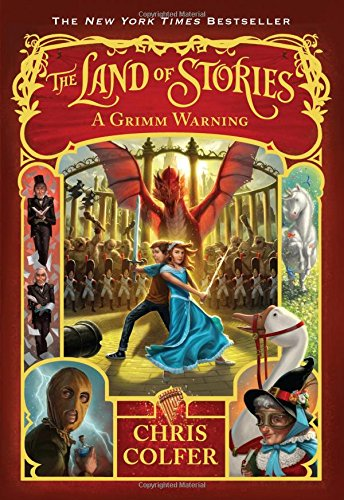 THE NEW YORK TIMES BESTSELLER
THE LAND OF STORIES
A GRIMM WARNING
CHRIS
COLFER